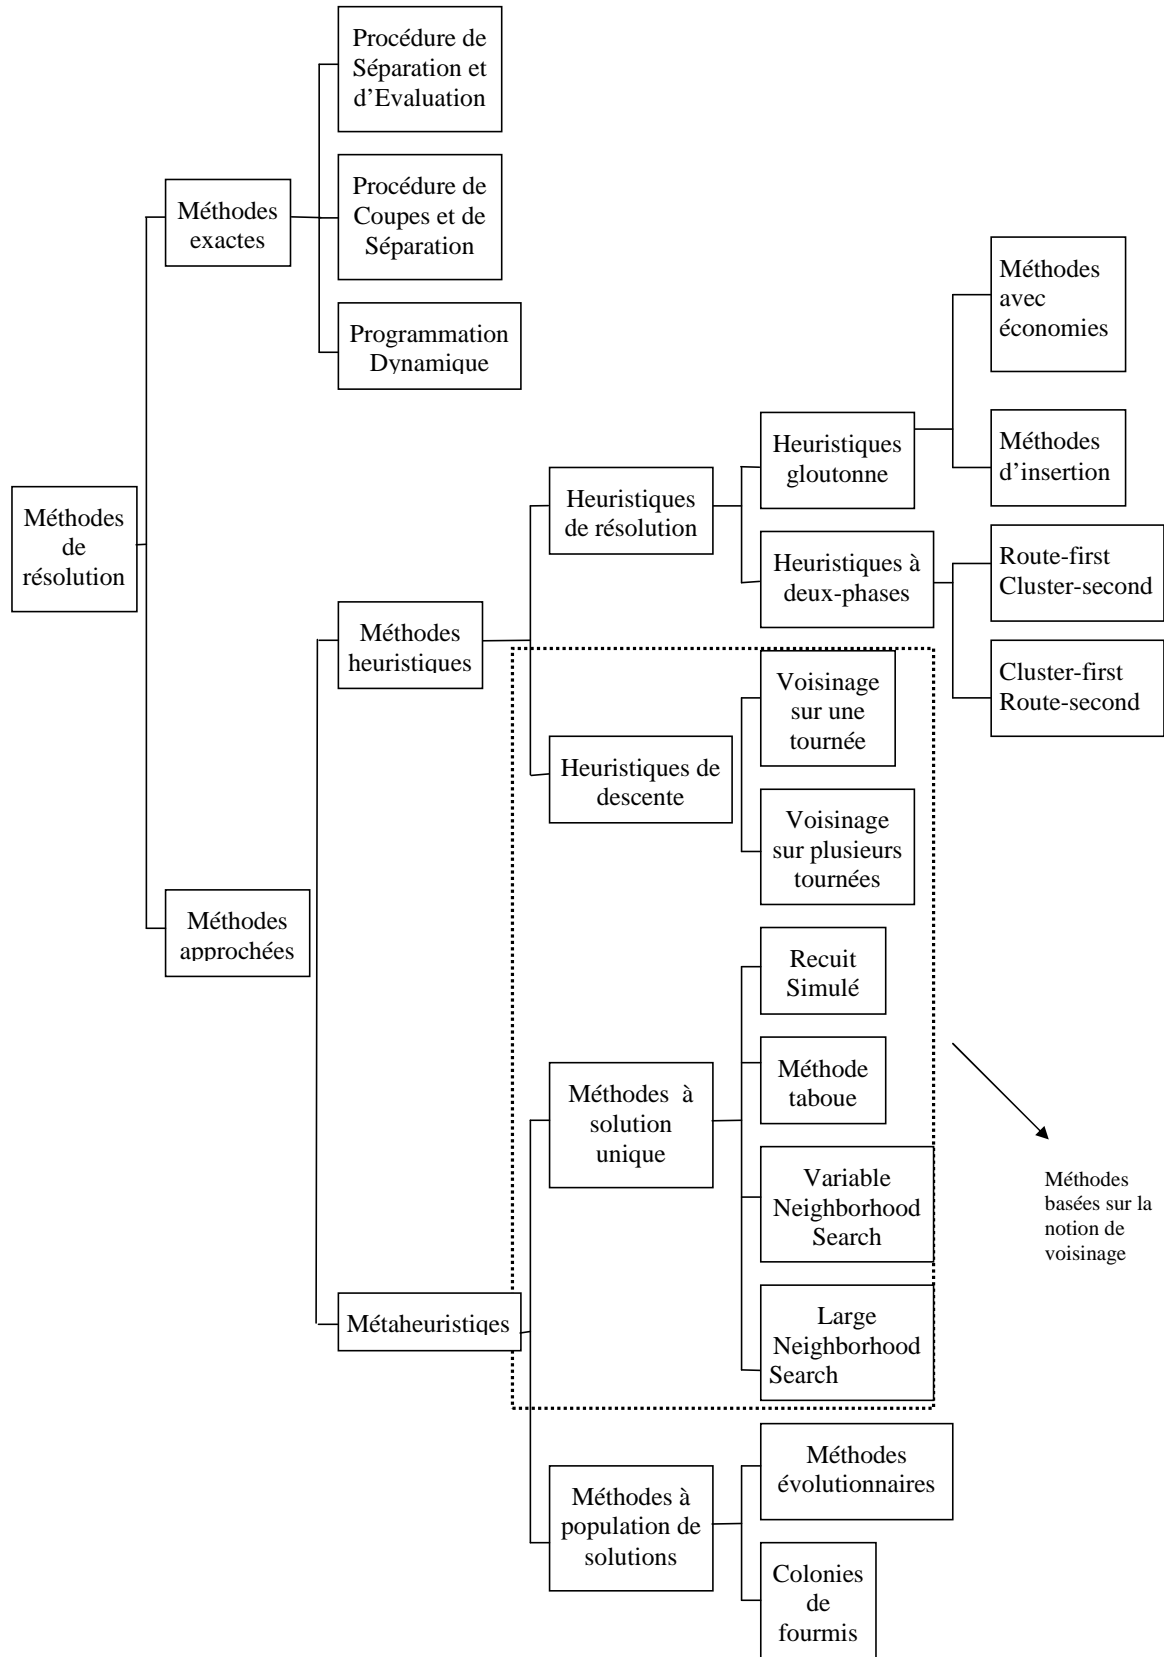 Procédure de
Séparation et
d’Evaluation
Procédure de
Coupes et de
Séparation
Programmation
Dynamique
Méthodes
exactes
Méthodes
de
résolution
Méthodes
approchées
Méthodes
heuristiques
Métaheuristiqes
Heuristiques
de résolution
Heuristiques de
descente
Méthodes à
solution
unique
Méthodes à
population de
solutions
Heuristiques
gloutonne
Heuristiques à
deux-phases
Voisinage
sur une
tournée
Voisinage
sur plusieurs
tournées
Recuit
Simulé
Méthode
taboue
Variable
Neighborhood
Search
Large
Neighborhood
Search
Méthodes
évolutionnaires
Colonies
de
fourmis
Méthodes
avec
économies
Méthodes
d’insertion
Route-first
Cluster-second
Cluster-first
Route-second
Méthodes
basées sur la
notion de
voisinage